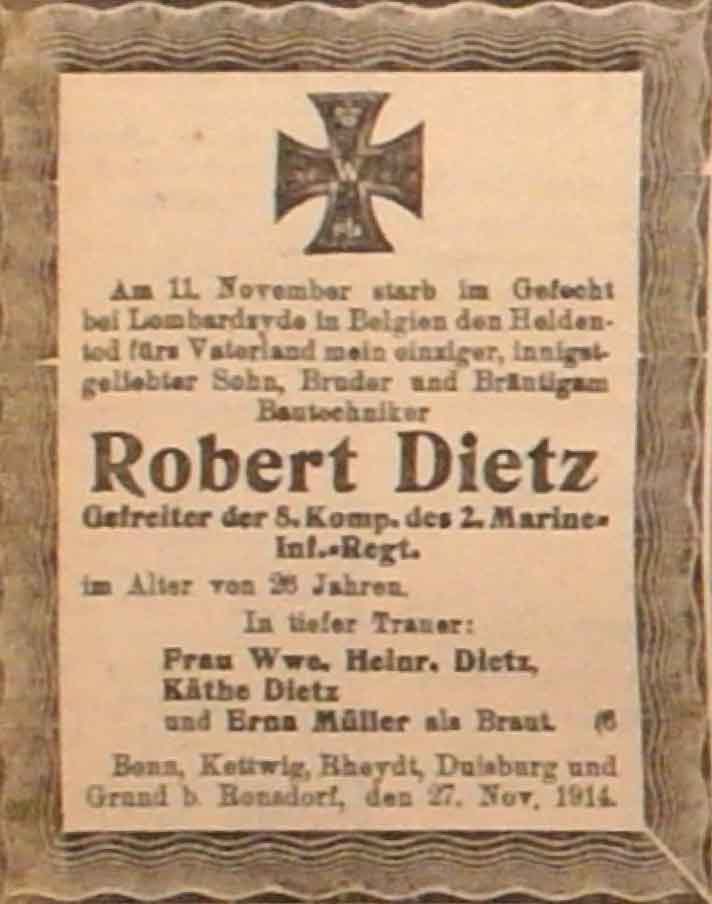 W
Am 11. November starb im Gefecht
bei Lombardzyde in Belgien den Helden-
tod fürs Vaterland mein einziger, innigst-
geliebter Sohn, Bruder und Bräutigam
Bautechniker
Robert Dietz
Gefreiter der 8. Komp. des 2. Marine-
Inf.-Regt.
im Alter von 26 Jahren.
In tiefer Trauer:
Frau Wwe. Heinr. Dietz,
Käthe Dietz
und Erna Müller als Braut. (6
Bonn, Kettwig, Rheydt, Duisburg und
Grund b. Ronsdorf, den 27. Nov. 1914.